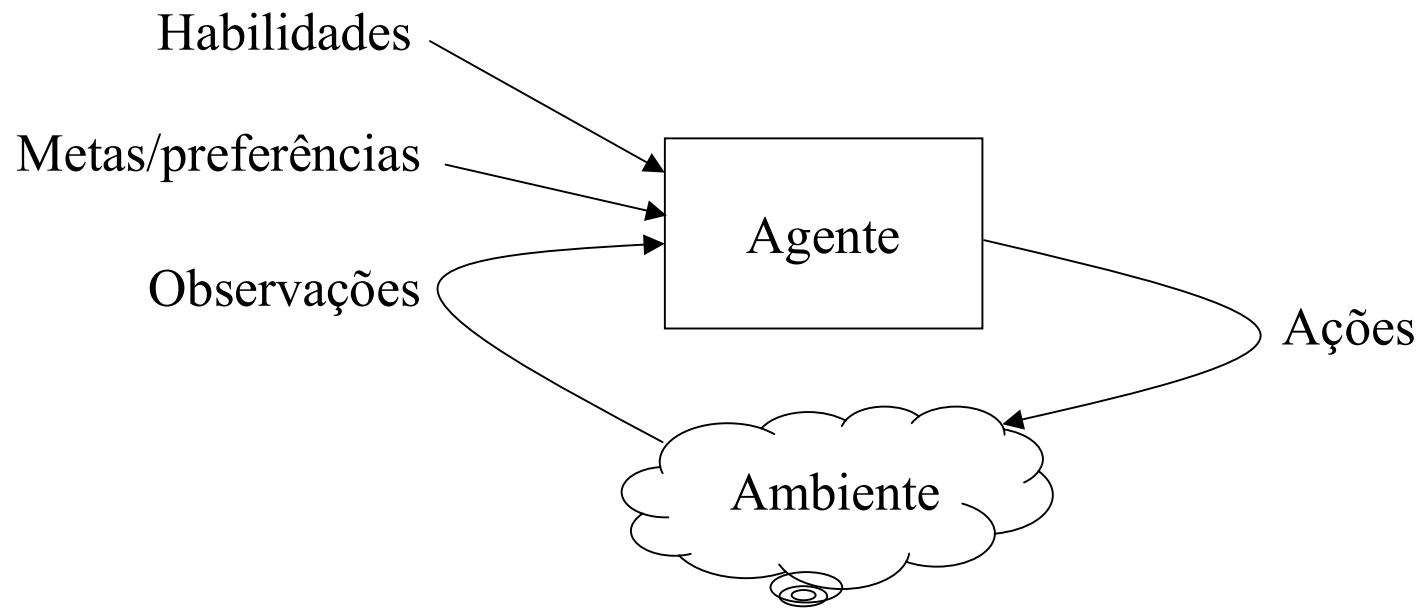 Habilidades
Metas/preferências
Agente
Observações
Ações
Ambiente